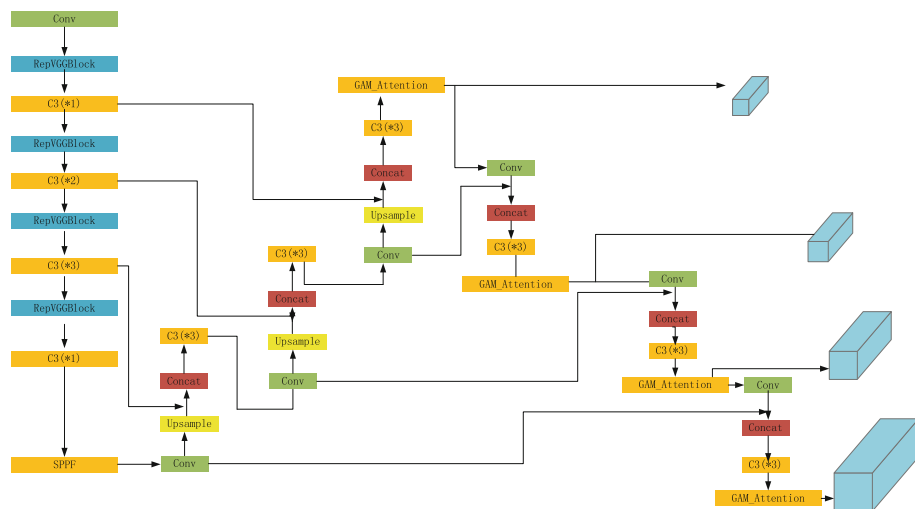 Conv
RepVGGBlock
C3(*1)
RepVGGBlock
C3(*2)
RepVGGBlock
C3(*3)
RepVGGBlock
C3(*1)
SPPF
C3(*3)
Concat
Upsample
Conv
C3(*3)
Concat
Upsample
Conv
GAM_Attention
C3(*3)
Concat
Upsample
Conv
Conv
Concat
C3(*3)
GAM_Attention
Conv
Concat
C3(*3)
GAM_Attention
Conv
Concat
C3(*3)
GAM_Attention